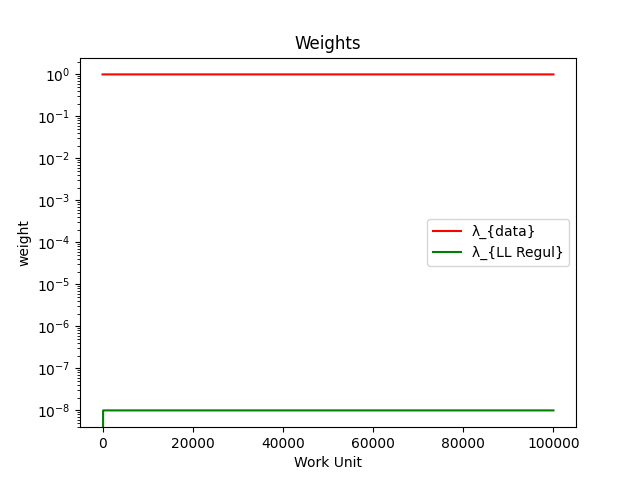 Weights
10⁰
10⁻¹
10⁻²
10⁻³
10⁻⁴
10⁻⁵
10⁻⁶
10⁻⁷
10⁻⁸
weight
λ_{data}
λ_{LL Regul}
0 20000 40000 60000 80000 100000
Work Unit